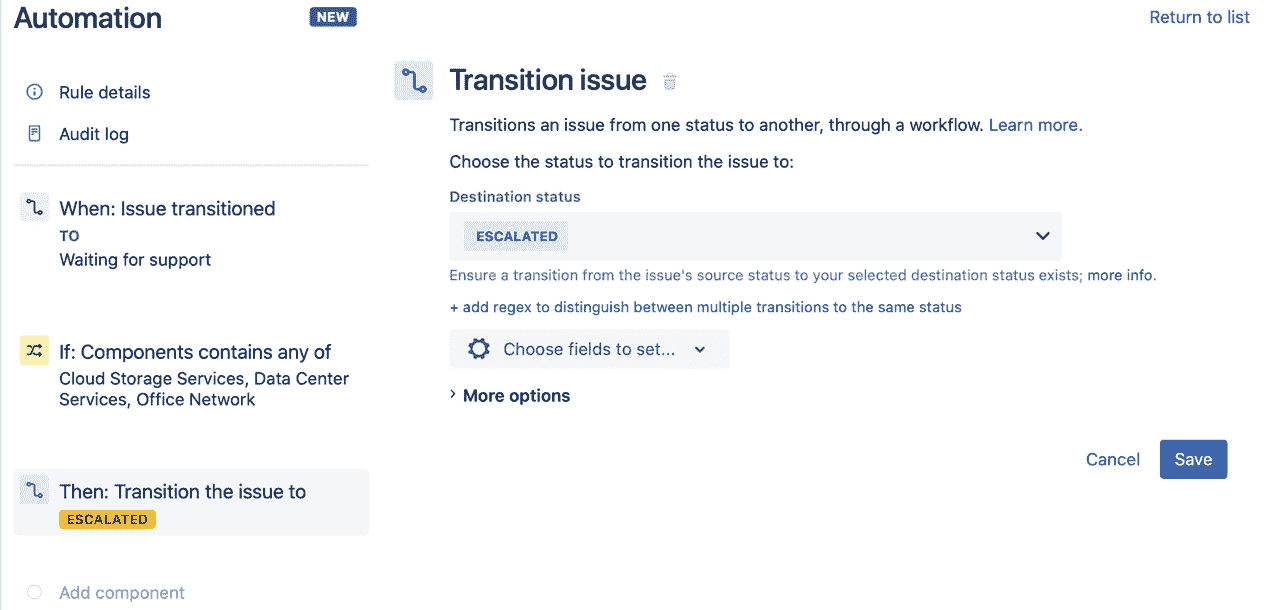 Automation NEW
Return to list
Rule details
Audit log
When: Issue transitioned
TO
Waiting for support
If: Components contains any of
Cloud Storage Services, Data Center
Services, Office Network
Then: Transition the issue to
ESCALATED
Add component
Transition issue
Transitions an issue from one status to another, through a workflow. Learn more.
Choose the status to transition the issue to:
Destination status
ESCALATED
Ensure a transition from the issue's source status to your selected destination status exists; more info.
+ add regex to distinguish between multiple transitions to the same status
Choose fields to set...
More options
Cancel Save